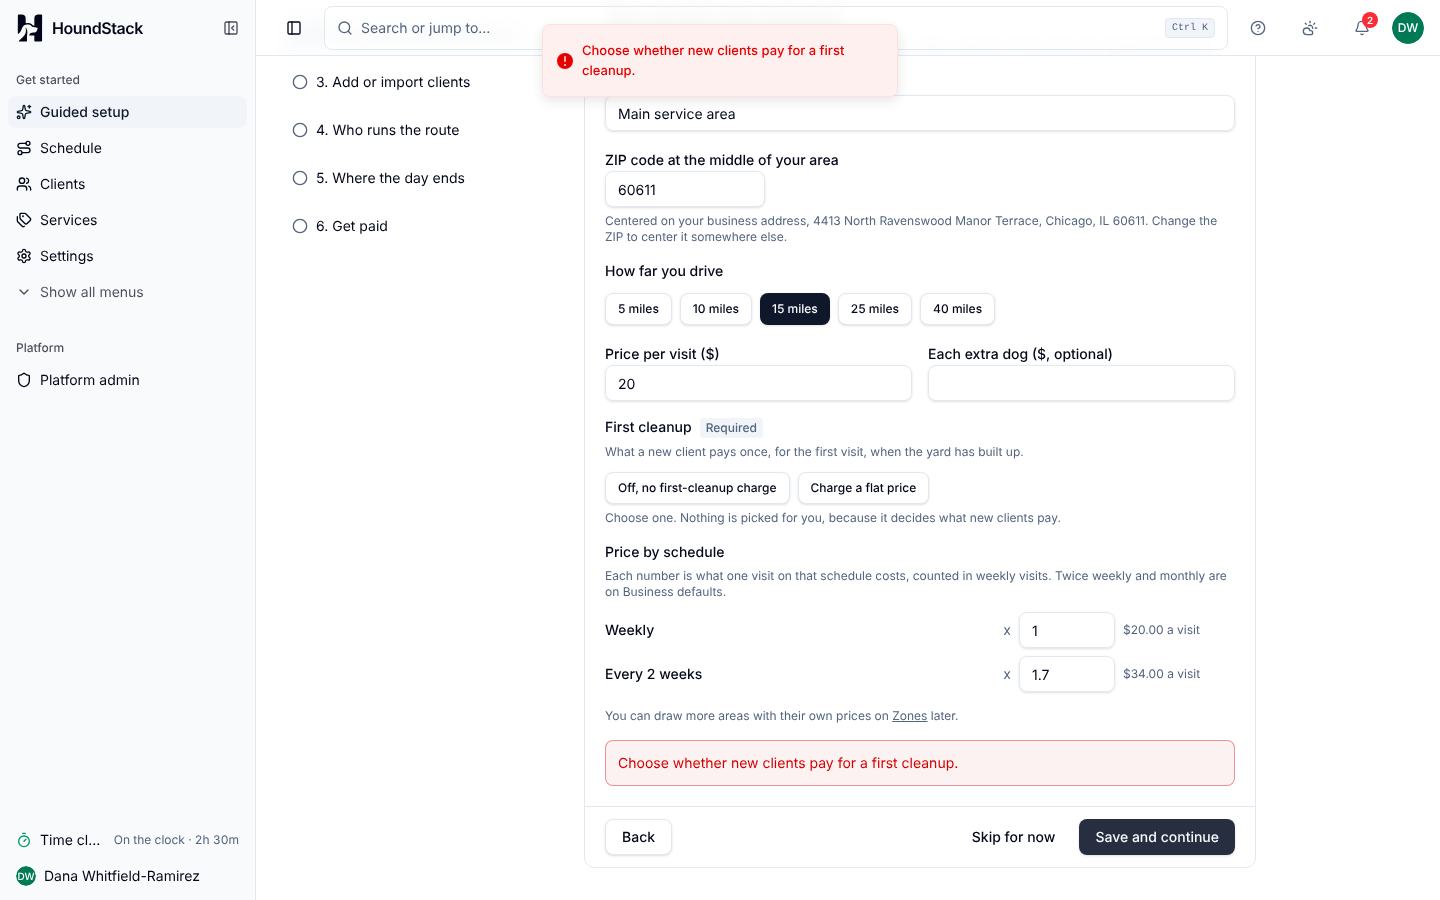 HoundStack
Get started
Guided setup
Schedule
Clients
Services
Settings
Show all menus
Platform
Platform admin
Time cl... On the clock · 2h 30m
DW Dana Whitfield-Ramirez
Search or jump to... Ctrl K
2
DW
Choose whether new clients pay for a first
cleanup.
3. Add or import clients
4. Who runs the route
5. Where the day ends
6. Get paid
Main service area
ZIP code at the middle of your area
60611
Centered on your business address, 4413 North Ravenswood Manor Terrace, Chicago, IL 60611. Change the
ZIP to center it somewhere else.
How far you drive
5 miles 10 miles 15 miles 25 miles 40 miles
Price per visit ($) Each extra dog ($, optional)
20
First cleanup Required
What a new client pays once, for the first visit, when the yard has built up.
Off, no first-cleanup charge Charge a flat price
Choose one. Nothing is picked for you, because it decides what new clients pay.
Price by schedule
Each number is what one visit on that schedule costs, counted in weekly visits. Twice weekly and monthly are
on Business defaults.
Weekly x 1 $20.00 a visit
Every 2 weeks x 1.7 $34.00 a visit
You can draw more areas with their own prices on Zones later.
Choose whether new clients pay for a first cleanup.
Back Skip for now Save and continue